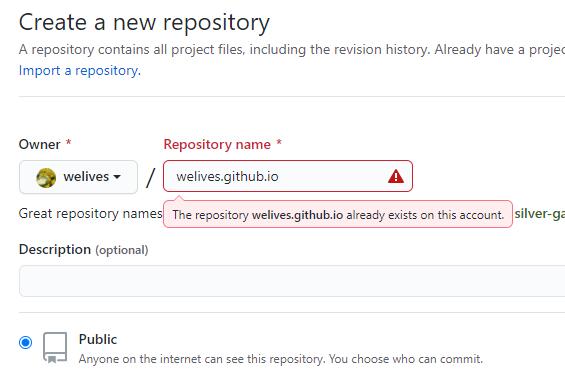 Create a new repository
A repository contains all project files, including the revision history. Already have a projec
Import a repository.
Owner * Repository name *
welives / welives.github.io
Great repository names
The repository welives.github.io already exists on this account.
silver-ga
Description (optional)
Public
Anyone on the internet can see this repository. You choose who can commit.